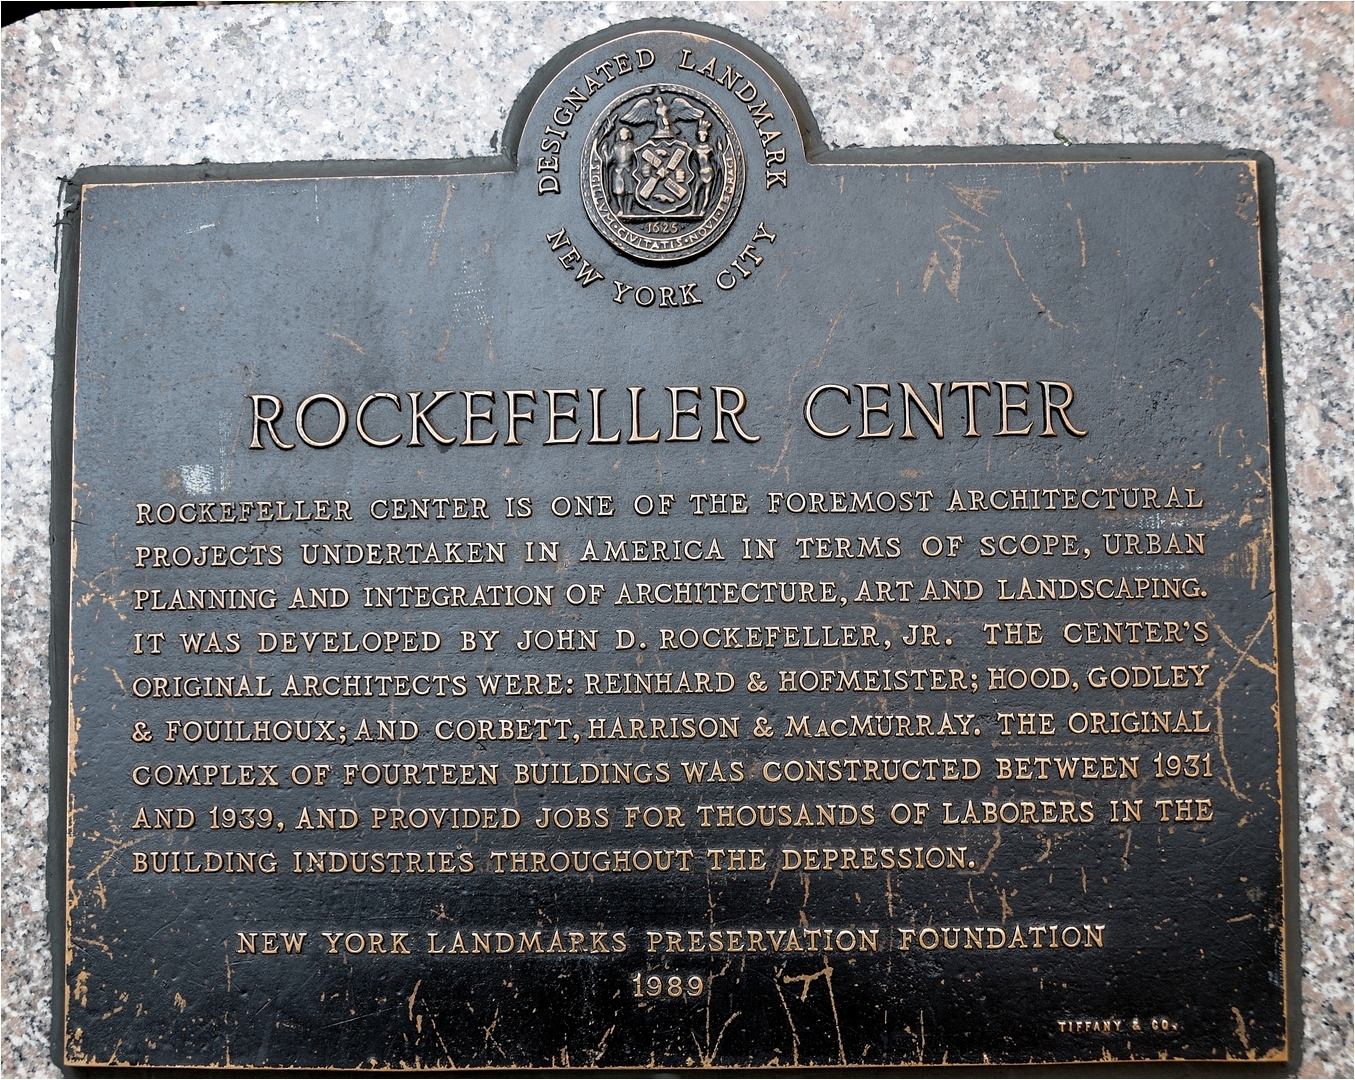 DESIGNATED LANDMARK
SIGILLVM · CIVITATIS · NOVI · EBORACI
1625
NEW YORK CITY
ROCKEFELLER CENTER
ROCKEFELLER CENTER IS ONE OF THE FOREMOST ARCHITECTURAL
PROJECTS UNDERTAKEN IN AMERICA IN TERMS OF SCOPE, URBAN
PLANNING AND INTEGRATION OF ARCHITECTURE, ART AND LANDSCAPING.
IT WAS DEVELOPED BY JOHN D. ROCKEFELLER, JR. THE CENTER'S
ORIGINAL ARCHITECTS WERE: REINHARD & HOFMEISTER; HOOD, GODLEY
& FOUILHOUX; AND CORBETT, HARRISON & MACMURRAY. THE ORIGINAL
COMPLEX OF FOURTEEN BUILDINGS WAS CONSTRUCTED BETWEEN 1931
AND 1939, AND PROVIDED JOBS FOR THOUSANDS OF LABORERS IN THE
BUILDING INDUSTRIES THROUGHOUT THE DEPRESSION.
NEW YORK LANDMARKS PRESERVATION FOUNDATION
1989
TIFFANY & CO.